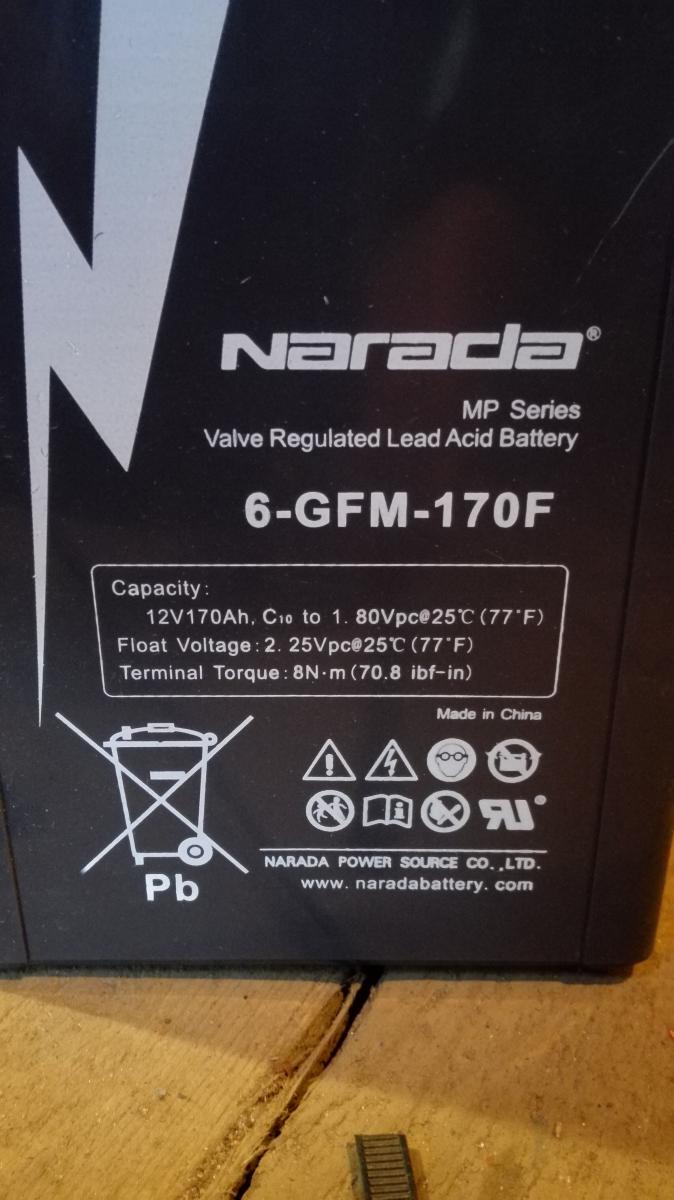 Narada®
MP Series
Valve Regulated Lead Acid Battery
6-GFM-170F
Capacity:
12V170Ah, C₁₀ to 1. 80Vpc@25℃(77°F)
Float Voltage:2. 25Vpc@25℃(77°F)
Terminal Torque:8N·m(70.8 ibf-in)
Made in China
Pb
NARADA POWER SOURCE CO.,LTD.
www. naradabattery. com